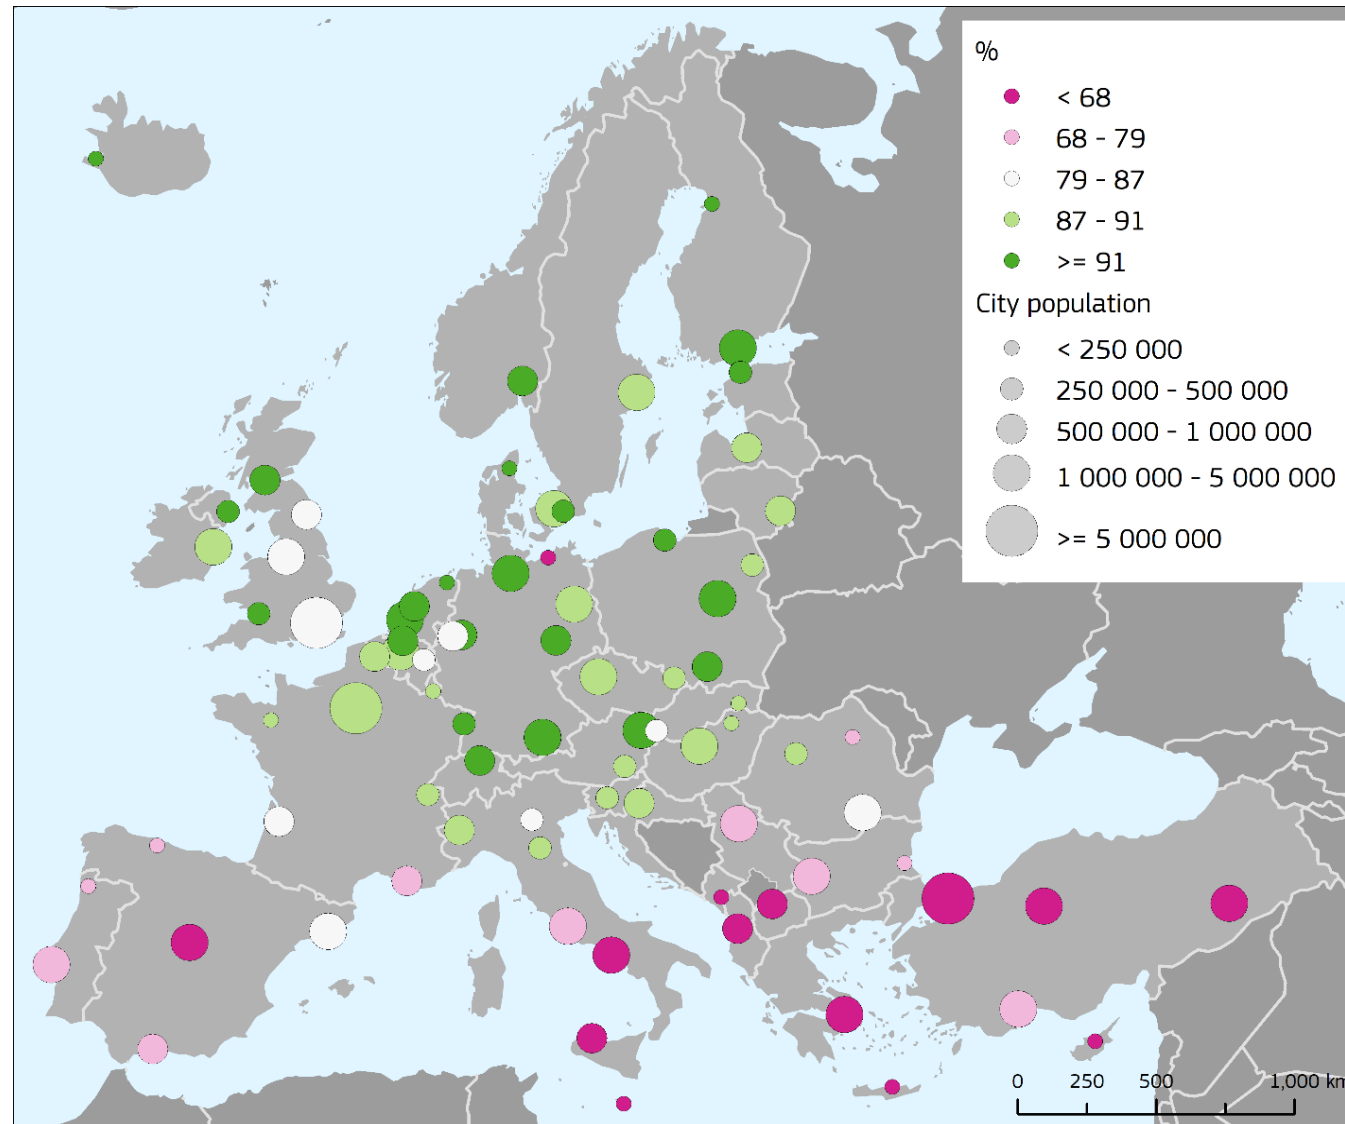 %
< 68
68 - 79
79 - 87
87 - 91
>= 91
City population
< 250 000
250 000 - 500 000
500 000 - 1 000 000
1 000 000 - 5 000 000
>= 5 000 000
0 250 500 1,000 km